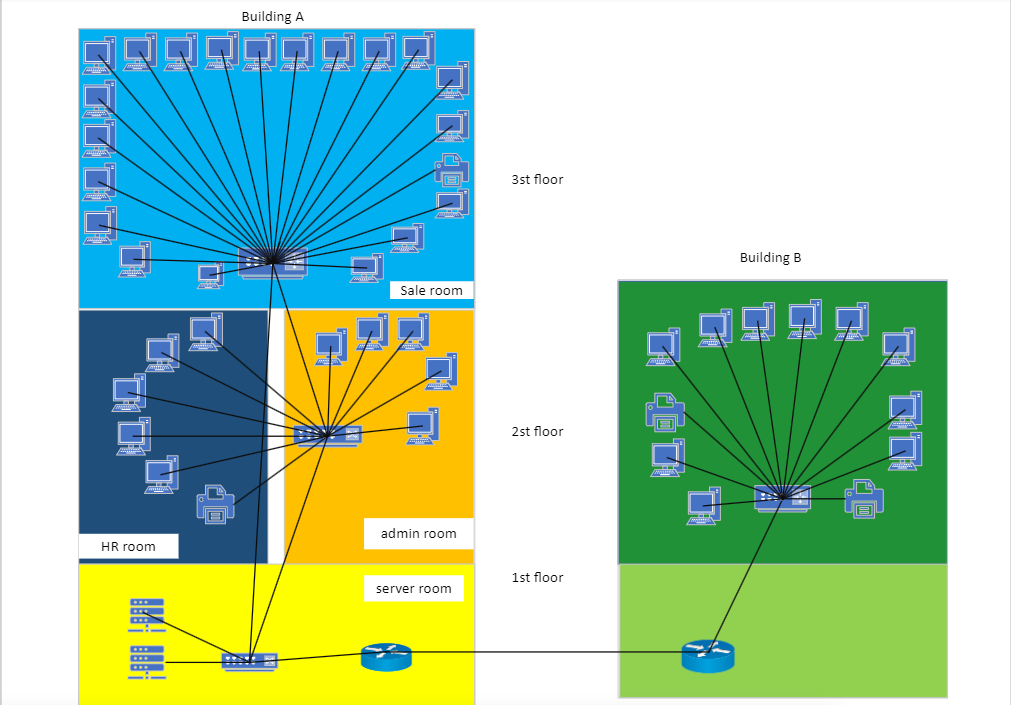 Building A
3st floor
Sale room
Building B
2st floor
admin room
HR room
1st floor
server room